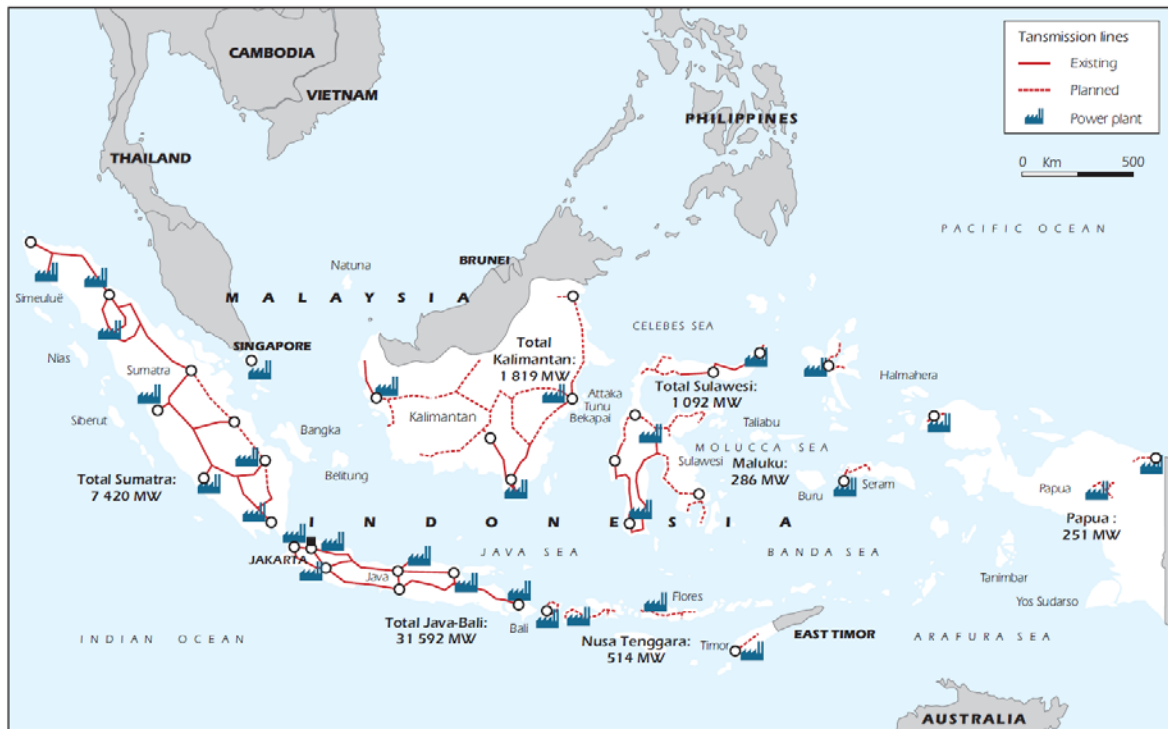 CAMBODIA
VIETNAM
THAILAND
PHILIPPINES
Tansmission lines
Existing
Planned
Power plant
0 Km 500
PACIFIC OCEAN
BRUNEI
Natuna
MALAYSIA
Simeuluë
CELEBES SEA
SINGAPORE
Total
Kalimantan:
1 819 MW
Nias
Sumatra
Halmahera
Total Sulawesi:
1 092 MW
Attaka
Tunu
Bekapai
Kalimantan
Siberut
Bangka
Taliabu
MOLUCCA SEA
Belitung
Sulawesi
Maluku:
286 MW
Total Sumatra:
7 420 MW
Buru
Seram
Papua
Papua :
251 MW
INDONESIA
JAKARTA
JAVA SEA
BANDA SEA
Java
Tanimbar
Yos Sudarso
Flores
Total Java-Bali:
31 592 MW
Bali
INDIAN OCEAN
Nusa Tenggara:
514 MW
Timor
EAST TIMOR
ARAFURA SEA
AUSTRALIA